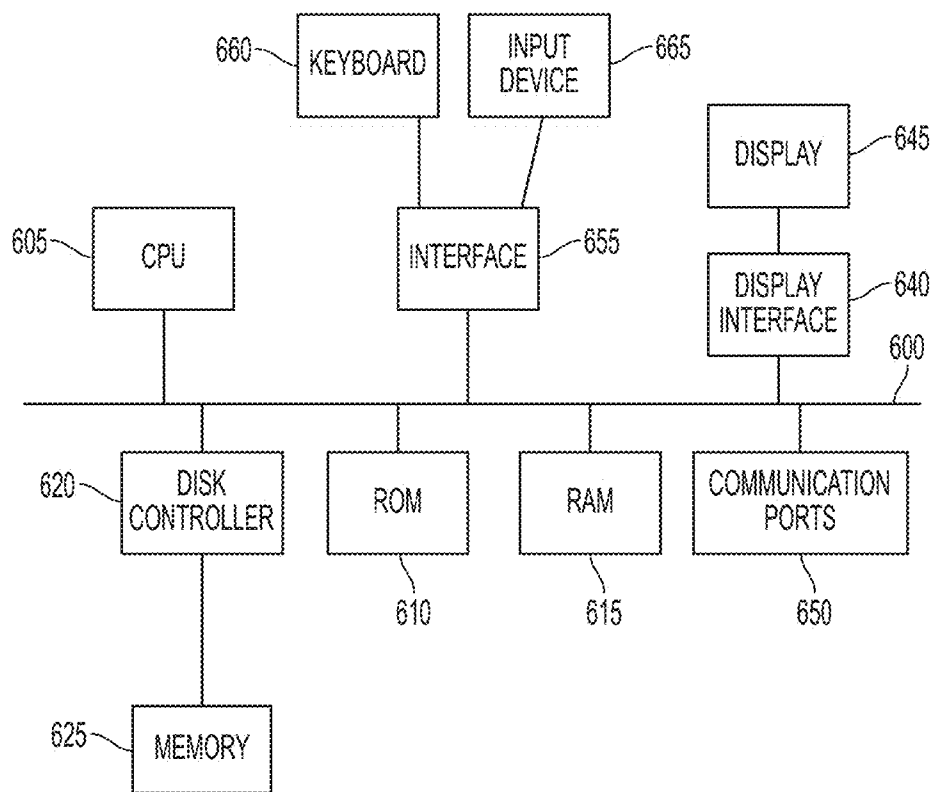 660
KEYBOARD
INPUT
DEVICE
665
DISPLAY
645
605
CPU
INTERFACE
655
DISPLAY
INTERFACE
640
600
620
DISK
CONTROLLER
ROM
RAM
COMMUNICATION
PORTS
610
615
650
625
MEMORY